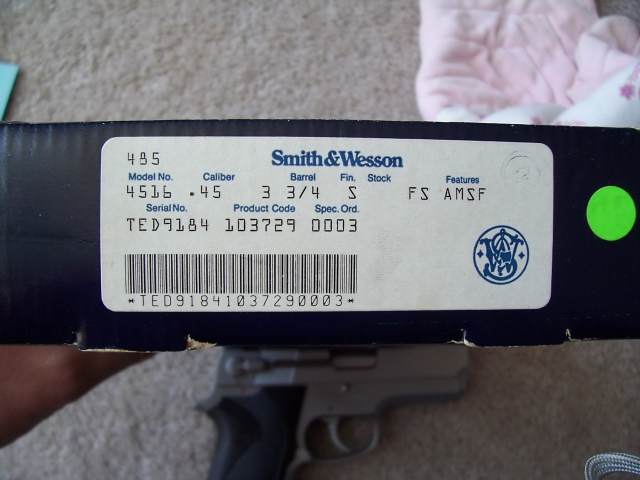 485
Smith&Wesson
Model No. Caliber Barrel Fin. Stock Features
4516 .45 3 3/4 S FS AMSF
Serial No. Product Code Spec. Ord.
TED9184 103729 0003
*TED91841037290003*